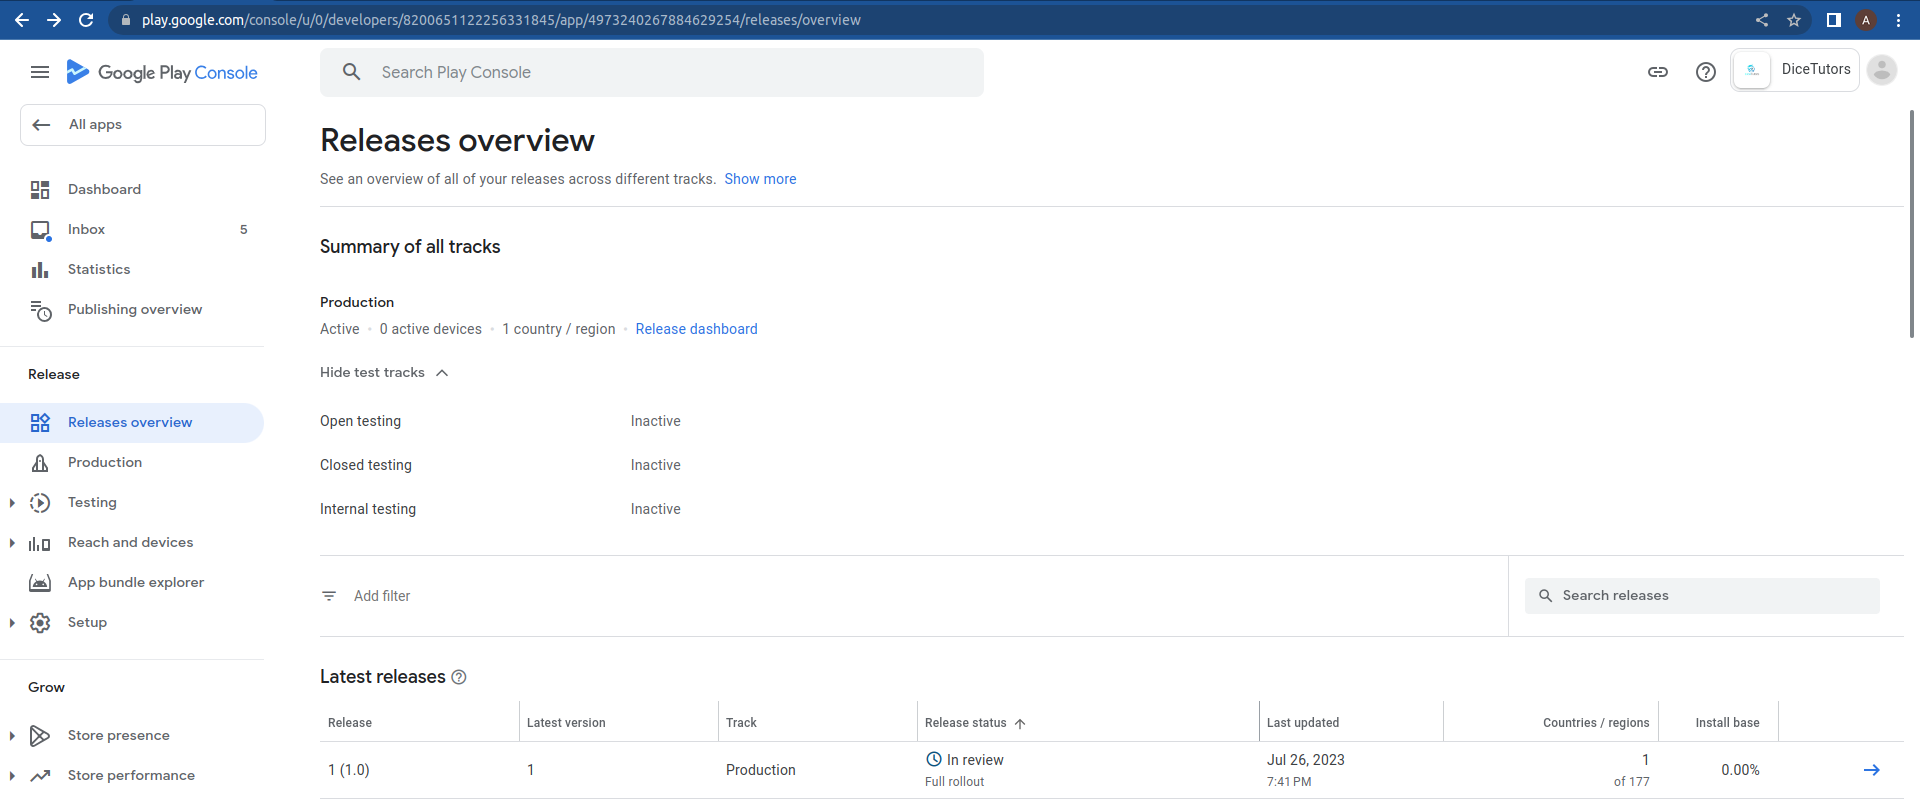 play.google.com/console/u/0/developers/8200651122256331845/app/4973240267884629254/releases/overview
A
Google Play Console
Search Play Console
DiceTutors
All apps
Dashboard
Inbox 5
Statistics
Publishing overview
Release
Releases overview
Production
Testing
Reach and devices
App bundle explorer
Setup
Grow
Store presence
Store performance
Releases overview
See an overview of all of your releases across different tracks. Show more
Summary of all tracks
Production
Active • 0 active devices • 1 country / region • Release dashboard
Hide test tracks
Open testing Inactive
Closed testing Inactive
Internal testing Inactive
Add filter
Search releases
Latest releases
Release Latest version Track Release status Last updated Countries / regions Install base
1 (1.0) 1 Production In review Jul 26, 2023 1 0.00%
Full rollout 7:41 PM of 177